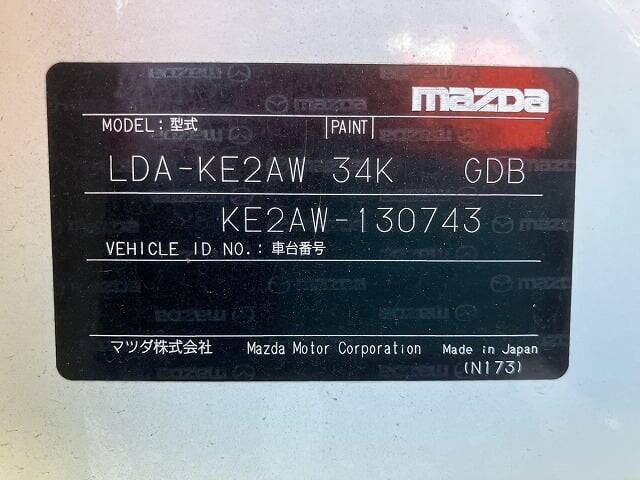 mazda
MODEL: 型式 PAINT
LDA-KE2AW 34K GDB
KE2AW-130743
VEHICLE ID NO.: 車台番号
マツダ株式会社 Mazda Motor Corporation Made in Japan
(N173)